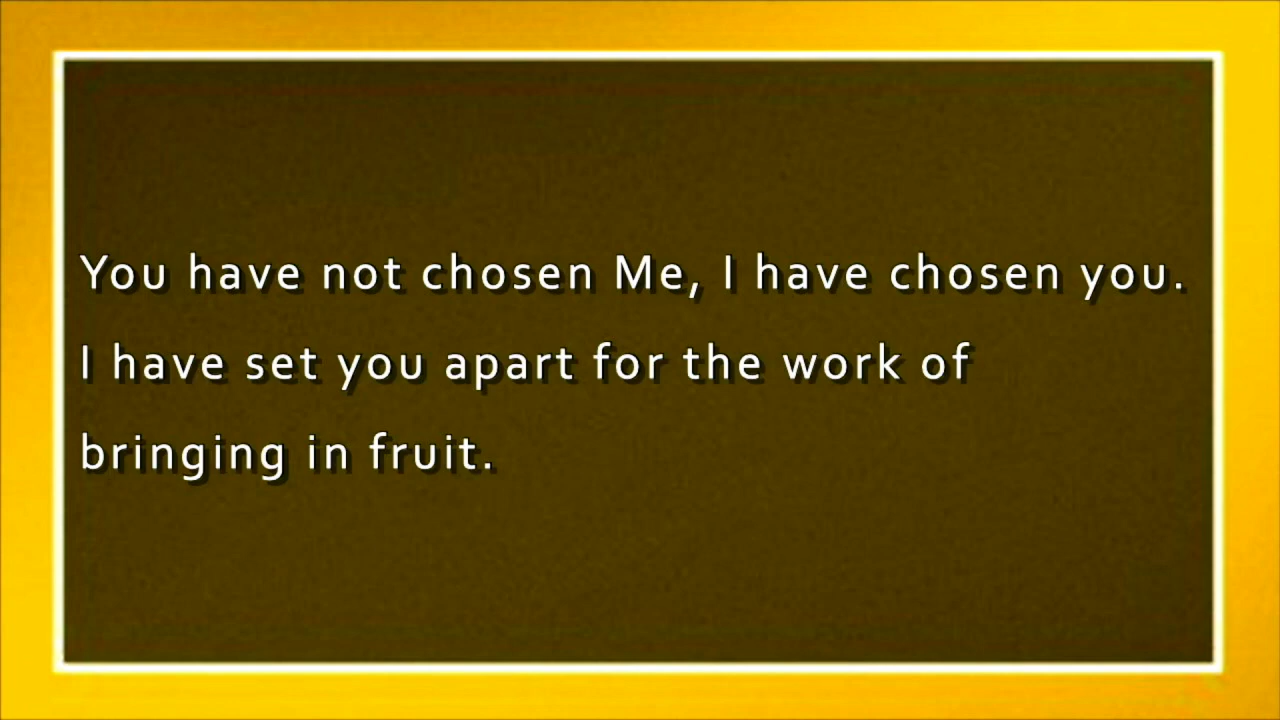 You have not chosen Me, I have chosen you.
I have set you apart for the work of
bringing in fruit.